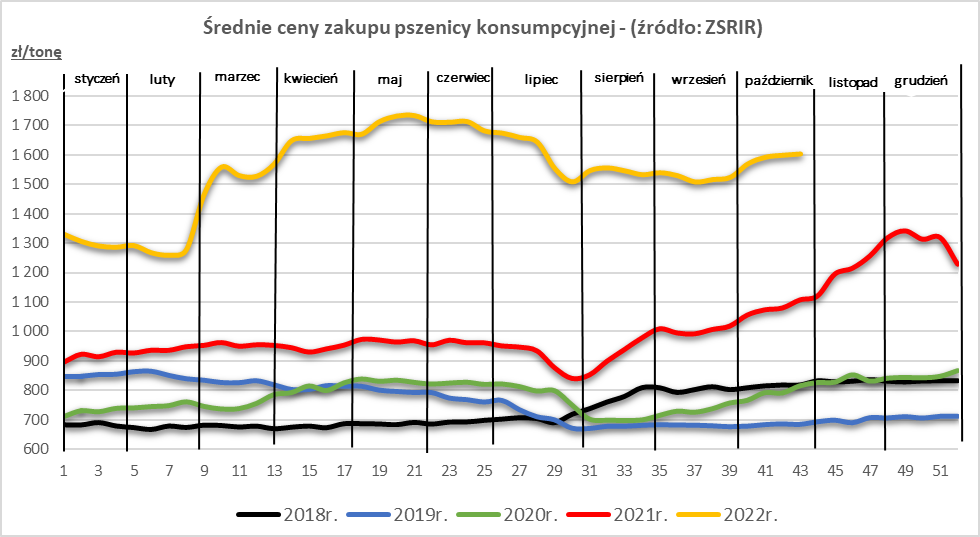 Średnie ceny zakupu pszenicy konsumpcyjnej - (źródło: ZSRIR)
zł/tonę
styczeń luty marzec kwiecień maj czerwiec lipiec sierpień wrzesień październik listopad grudzień
1 800
1 700
1 600
1 500
1 400
1 300
1 200
1 100
1 000
900
800
700
600
1 3 5 7 9 11 13 15 17 19 21 23 25 27 29 31 33 35 37 39 41 43 45 47 49 51
2018r. 2019r. 2020r. 2021r. 2022r.